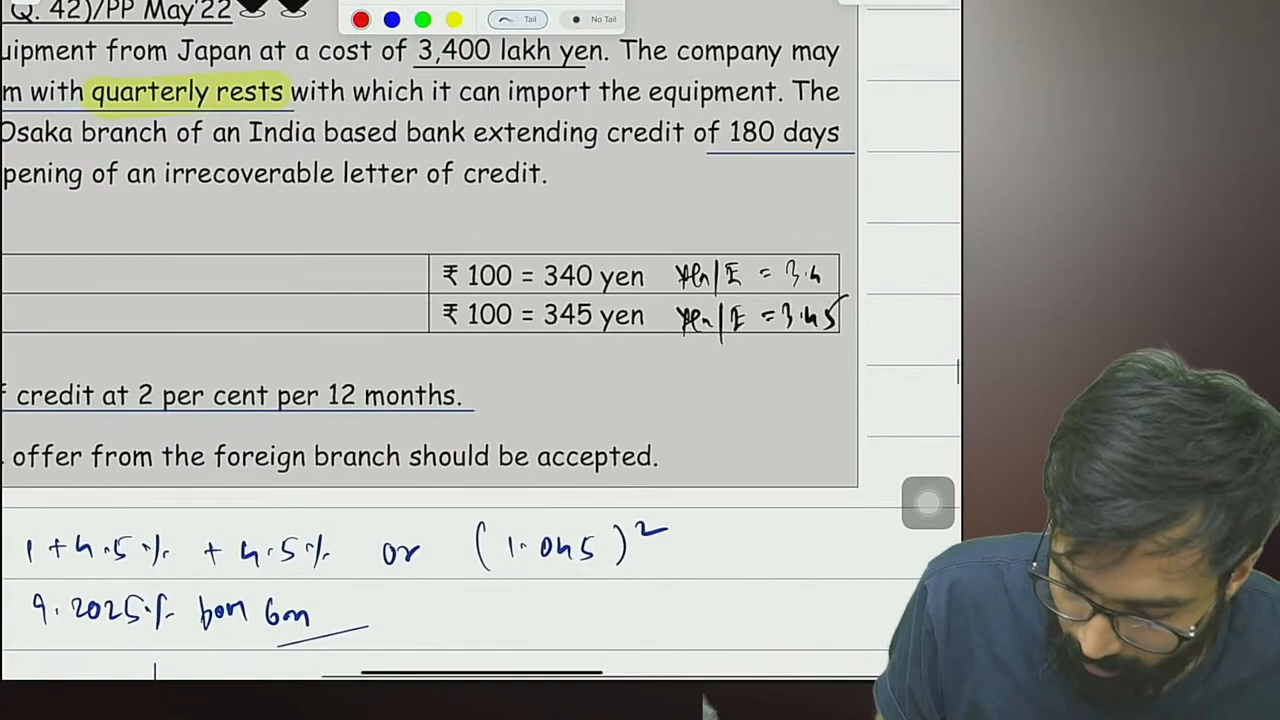 Q. 42)/PP May'22
Tail
No Tail
uipment from Japan at a cost of 3,400 lakh yen. The company may
m with quarterly rests with which it can import the equipment. The
Osaka branch of an India based bank extending credit of 180 days
pening of an irrecoverable letter of credit.
₹ 100 = 340 yen yen/₹ = 3.4
₹ 100 = 345 yen yen/₹ = 3.45
f credit at 2 per cent per 12 months.
offer from the foreign branch should be accepted.
1 + 4.5% + 4.5% or (1.045)²
9.2025% for 6m